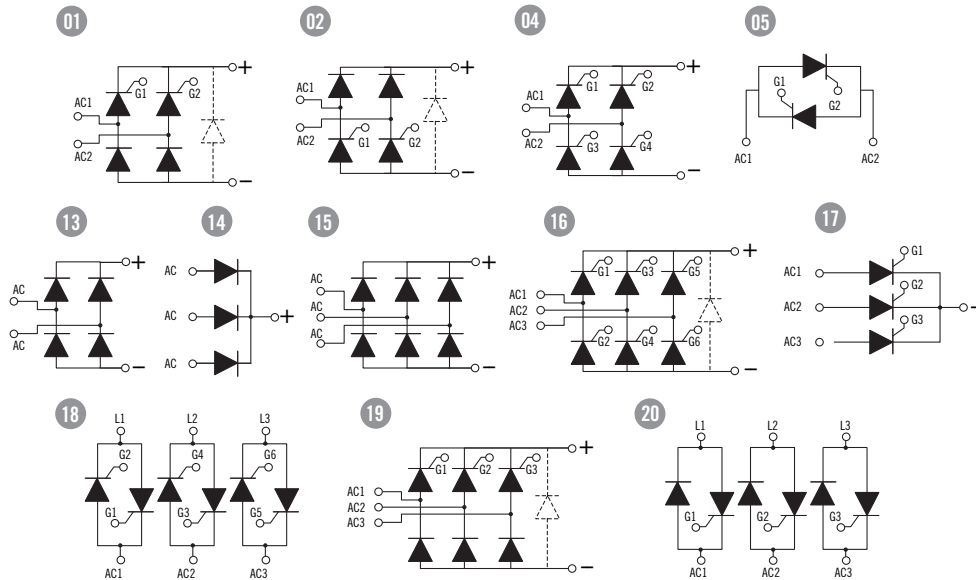 01 02 04 05
G1 G2 + AC1 AC2 −
+ AC1 AC2 G1 G2 −
G1 G2 + AC1 AC2 G3 G4 −
G1 G2 AC1 AC2
13 14 15 16 17
+ AC AC −
AC AC AC +
+ AC AC AC −
G1 G3 G5 + AC1 AC2 AC3 G2 G4 G6 −
G1 AC1 G2 AC2 − G3 AC3
18 19 20
L1 L2 L3
G2 G4 G6
G1 G3 G5
AC1 AC2 AC3
G1 G2 G3 + AC1 AC2 AC3 −
L1 L2 L3
G1 G2 G3
AC1 AC2 AC3